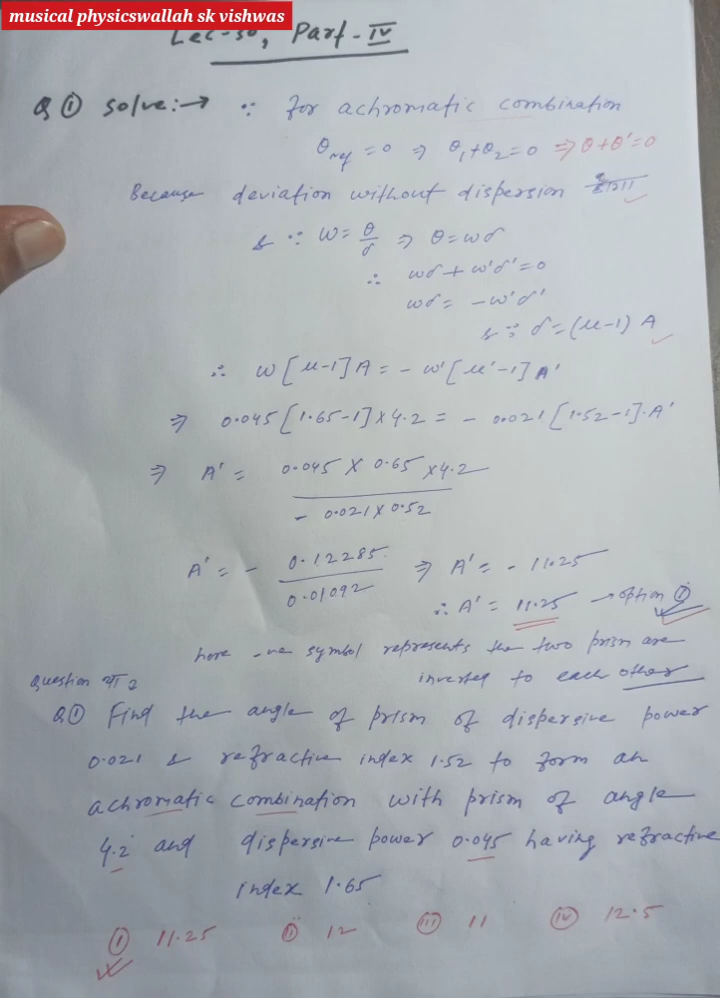 musical physicswallah sk vishwas
Lec-30, Part-IV
Q ① solve:→ ∵ for achromatic combination
θnet = 0 ⇒ θ₁+θ₂=0 ⇒ θ+θ'=0
Because deviation without dispersion
& ∵ ω = θ/δ ⇒ θ=ωδ
∴ ωδ + ω'δ'=0
ωδ = -ω'δ'
& ∵ δ = (μ-1) A
∴ ω [μ-1] A = - ω' [μ'-1] A'
⇒ 0.045 [1.65-1] × 4.2 = - 0.021 [1.52-1].A'
⇒ A' = 0.045 × 0.65 × 4.2
- 0.021 × 0.52
A' = - 0.12285 ⇒ A' = - 11.25
0.01092
∴ A' = 11.25 → option ①
here -ve symbol represents the two prism are
inverted to each other
Question था
Q① Find the angle of prism of dispersive power
0.021 & refractive index 1.52 to form an
achromatic combination with prism of angle
4.2° and dispersive power 0.045 having refractive
index 1.65
ⓘ 11.25 ⓘⓘ 12 ⓘⓘⓘ 11 ⓘⓥ 12.5